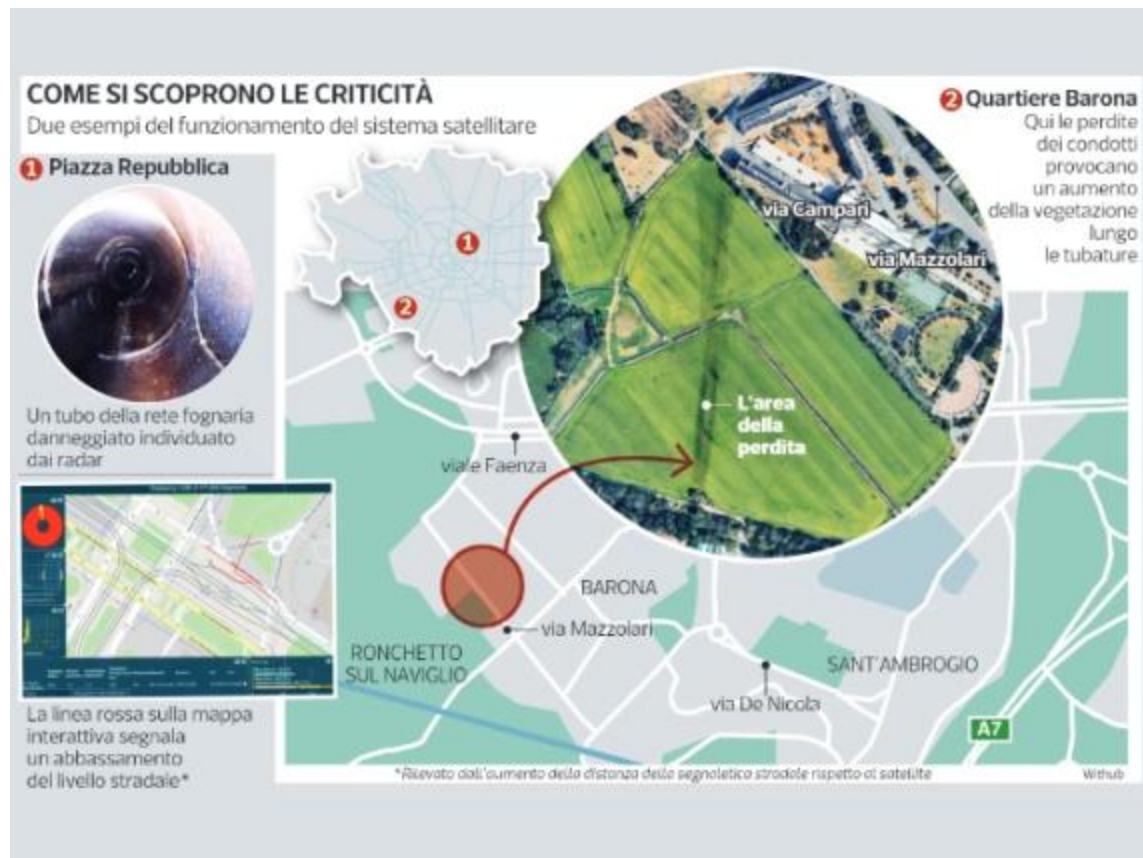 COME SI SCOPRONO LE CRITICITÀ
Due esempi del funzionamento del sistema satellitare
1 Piazza Repubblica
Un tubo della rete fognaria
danneggiato individuato
dai radar
La linea rossa sulla mappa
interattiva segnala
un abbassamento
del livello stradale*
1
2
2 Quartiere Barona
Qui le perdite
dei condotti
provocano
un aumento
della vegetazione
lungo
le tubature
via Campari
via Mazzolari
L'area
della
perdita
viale Faenza
BARONA
via Mazzolari
RONCHETTO
SUL NAVIGLIO
SANT'AMBROGIO
via De Nicola
A7
*Rilevato dall'aumento della distanza della segnaletica stradale rispetto al satellite
Withub